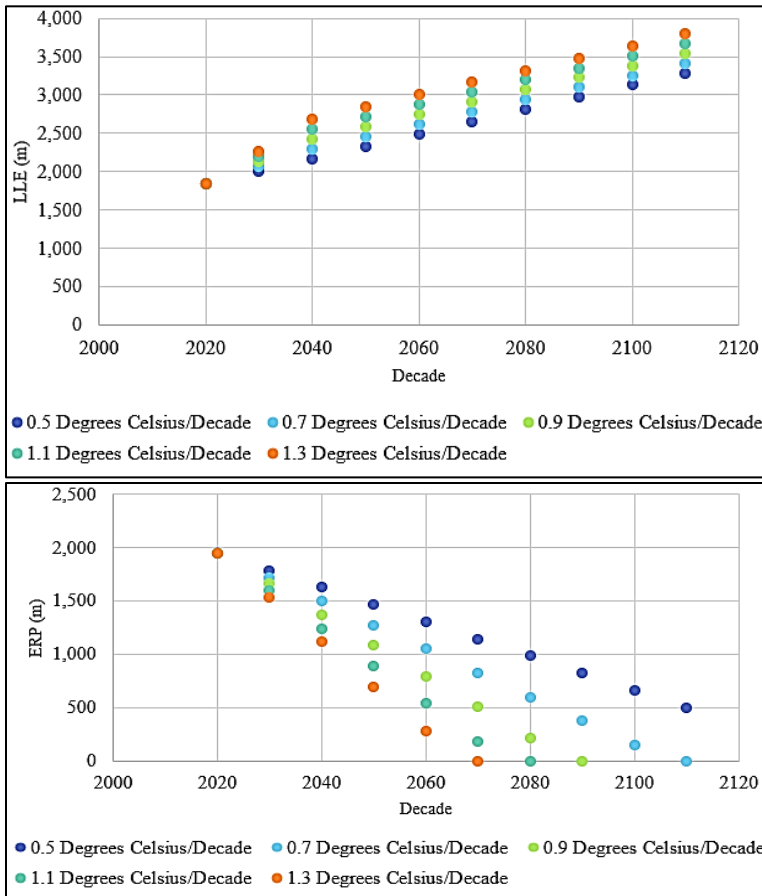 4,000
3,500
3,000
2,500
2,000
1,500
1,000
500
0
LLE (m)
2000 2020 2040 2060 2080 2100 2120
Decade
0.5 Degrees Celsius/Decade 0.7 Degrees Celsius/Decade 0.9 Degrees Celsius/Decade
1.1 Degrees Celsius/Decade 1.3 Degrees Celsius/Decade
2,500
2,000
1,500
1,000
500
0
ERP (m)
2000 2020 2040 2060 2080 2100 2120
Decade
0.5 Degrees Celsius/Decade 0.7 Degrees Celsius/Decade 0.9 Degrees Celsius/Decade
1.1 Degrees Celsius/Decade 1.3 Degrees Celsius/Decade